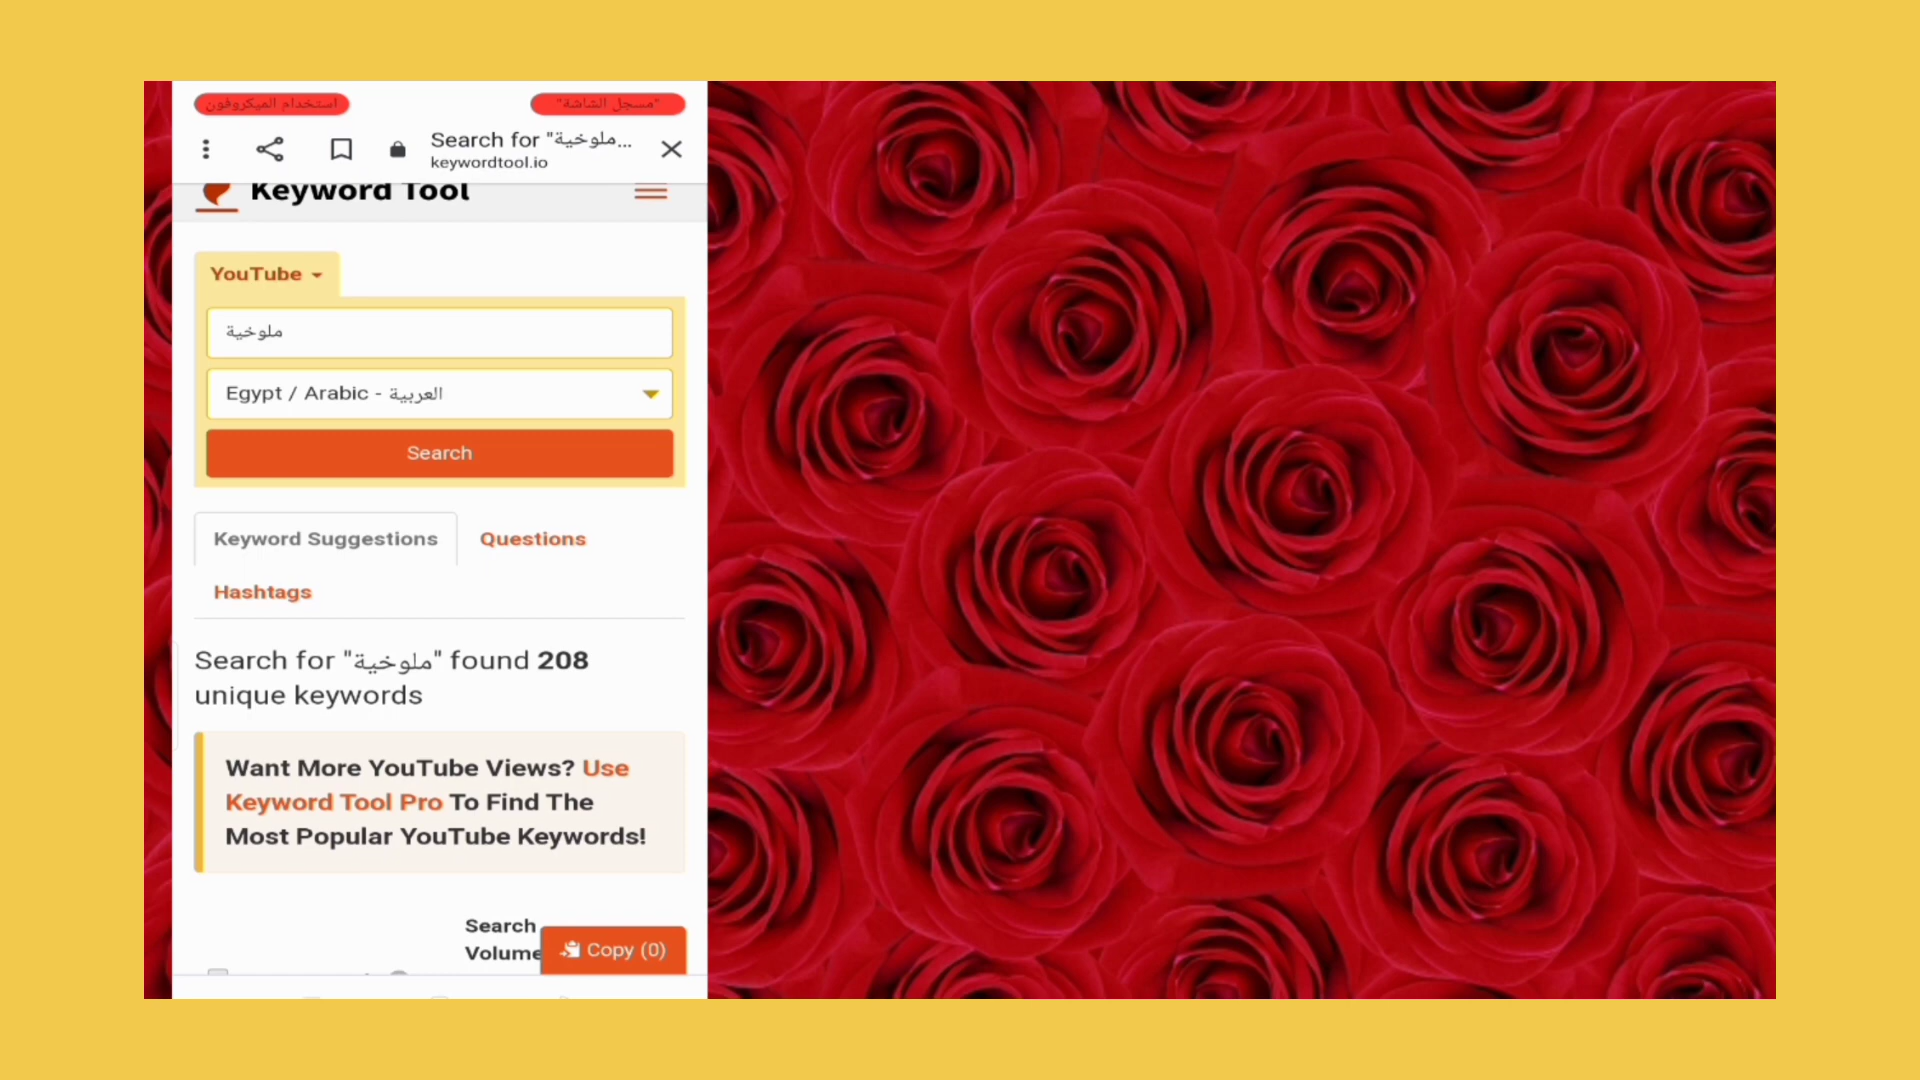 استخدام الميكروفون
"مسجل الشاشة"
Search for "ملوخية...
keywordtool.io
Keyword Tool
YouTube
ملوخية
Egypt / Arabic - العربية
Search
Keyword Suggestions
Questions
Hashtags
Search for "ملوخية" found 208
unique keywords
Want More YouTube Views? Use
Keyword Tool Pro To Find The
Most Popular YouTube Keywords!
Search
Volume
Copy (0)